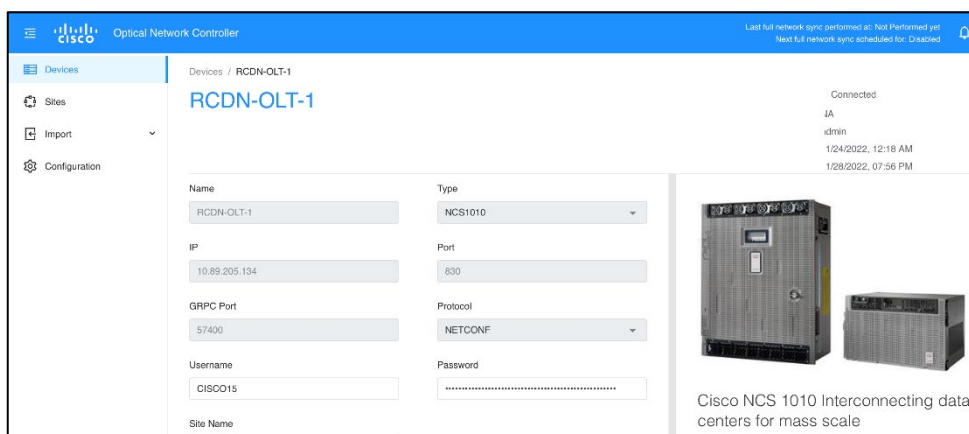 CISCO
Optical Network Controller
Last full network sync performed at: Not Performed yet
Next full network sync scheduled for: Disabled
Devices
Sites
Import
Configuration
Devices / RCDN-OLT-1
RCDN-OLT-1
Connected
1/24/2022, 12:18 AM
1/28/2022, 07:56 PM
Name
RCDN-OLT-1
Type
NCS1010
IP
10.89.205.134
Port
830
GRPC Port
57400
Protocol
NETCONF
Username
CISCO15
Password
Site Name
Cisco NCS 1010 Interconnecting data
centers for mass scale